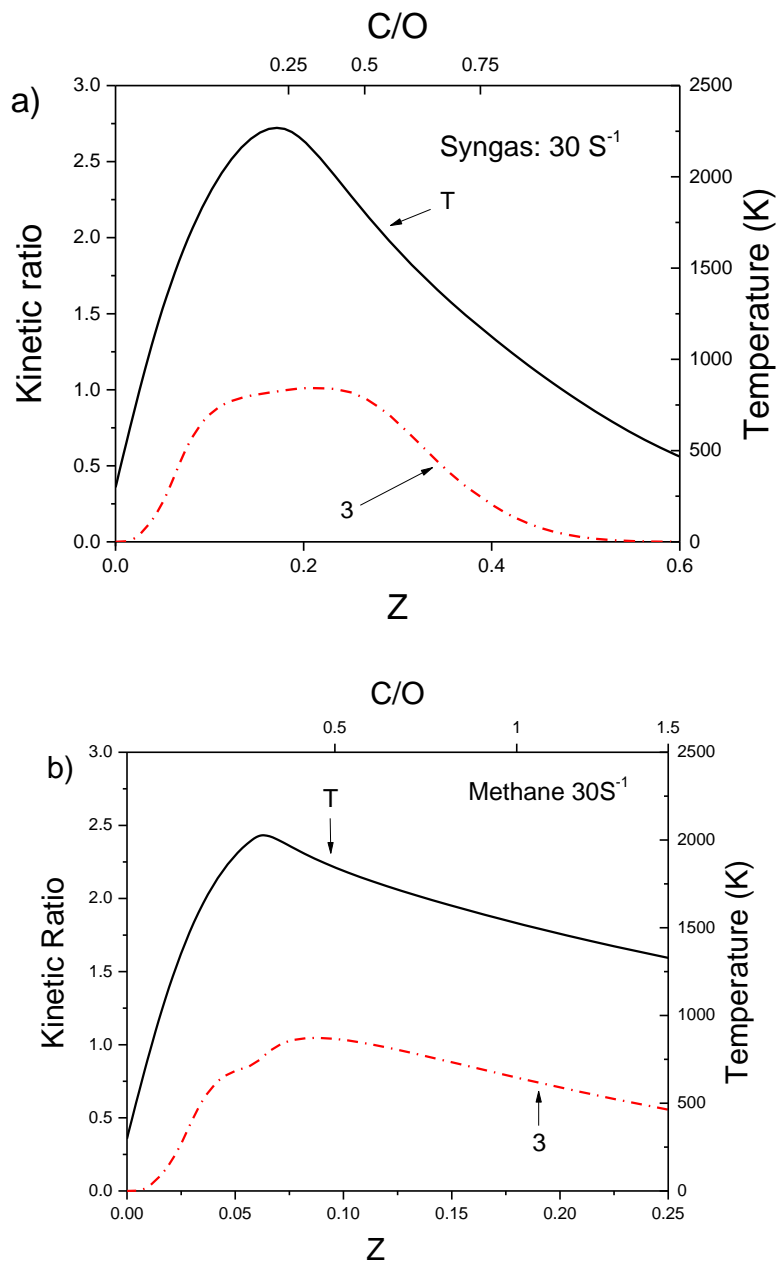 C/O
0.25 0.5 0.75
a)
3.0 2500
Syngas: 30 S-1
2.5
T 2000
2.0
1500
1.5
1000
1.0
500
0.5
3
0.0 0
0.0 0.2 0.4 0.6
Kinetic ratio
Temperature (K)
Z
C/O
0.5 1 1.5
b)
3.0 2500
Methane 30S-1
T
2.5
2000
2.0
1500
1.5
1000
1.0
500
0.5
3
0.0 0
0.00 0.05 0.10 0.15 0.20 0.25
Kinetic Ratio
Temperature (K)
Z